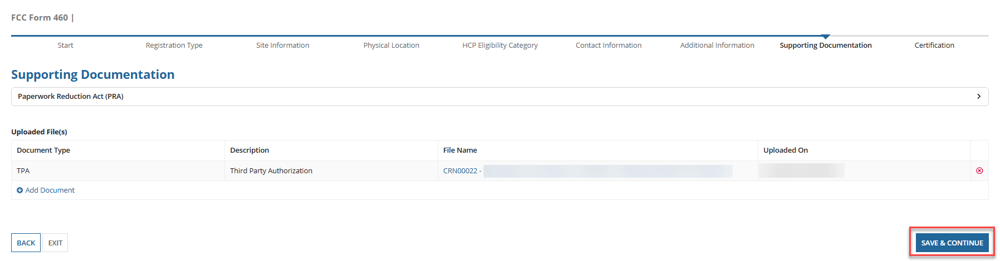 FCC Form 460 |
Start Registration Type Site Information Physical Location HCP Eligibility Category Contact Information Additional Information Supporting Documentation Certification
Supporting Documentation
Paperwork Reduction Act (PRA)
Uploaded File(s)
Document Type Description File Name Uploaded On
TPA Third Party Authorization CRN00022 -
Add Document
BACK EXIT SAVE & CONTINUE